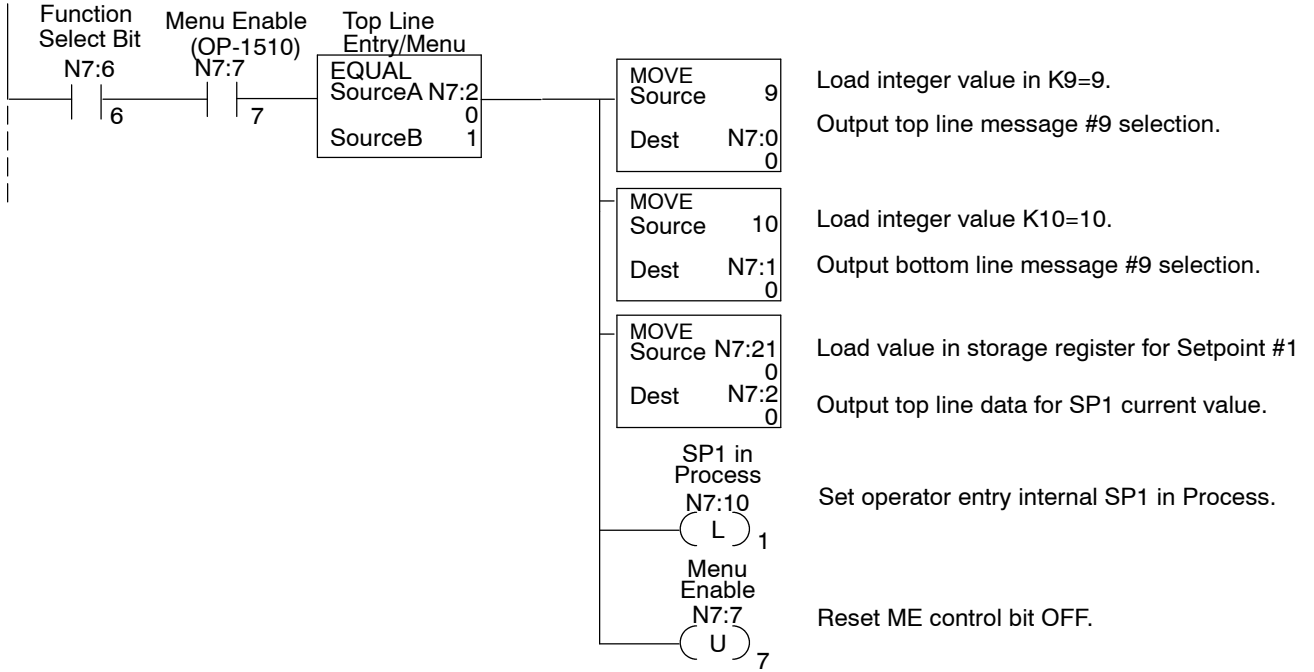 Function
Select Bit
N7:6
6
Menu Enable
(OP-1510)
N7:7
7
Top Line
Entry/Menu
EQUAL
SourceA N7:2
0
SourceB 1
MOVE
Source 9
Dest N7:0
0
Load integer value in K9=9.
Output top line message #9 selection.
MOVE
Source 10
Dest N7:1
0
Load integer value K10=10.
Output bottom line message #9 selection.
MOVE
Source N7:21
0
Dest N7:2
0
Load value in storage register for Setpoint #1
Output top line data for SP1 current value.
SP1 in
Process
N7:10
L
1
Set operator entry internal SP1 in Process.
Menu
Enable
N7:7
U
7
Reset ME control bit OFF.